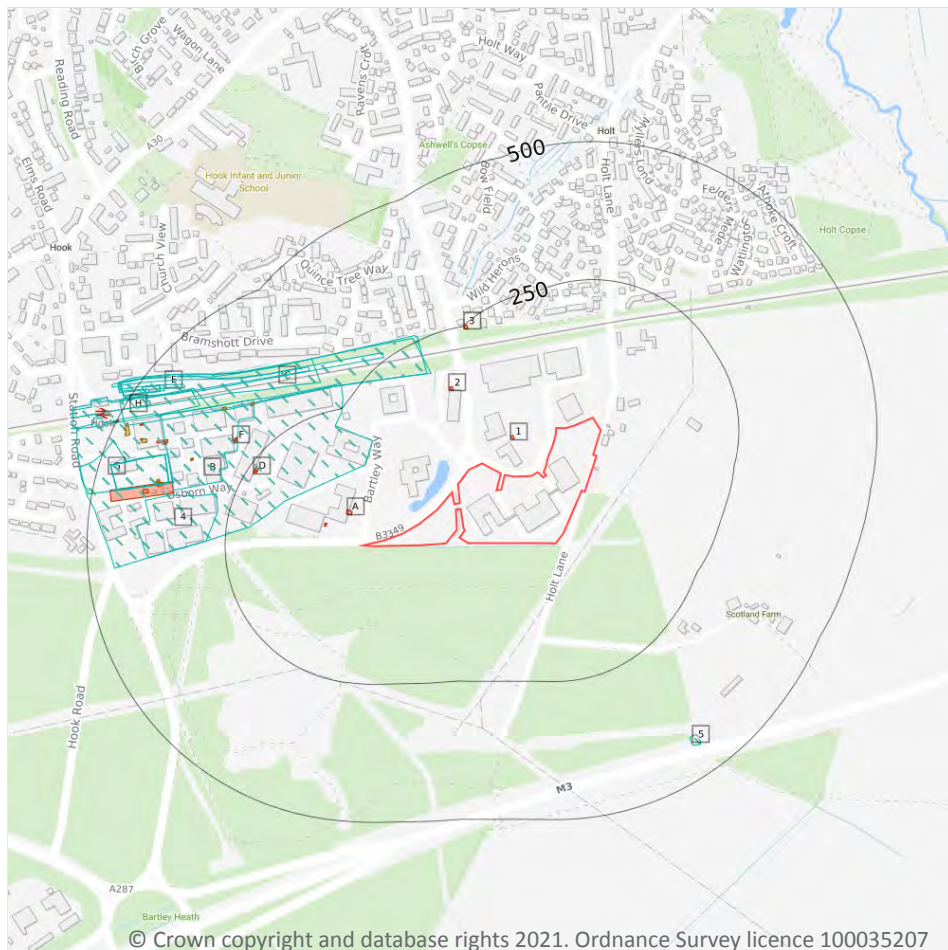 Birch Grove
Wagon Lane
Reading Road
A30
Elms Road
Ravens Croft
Holt Way
Pantile Drive
Holt
Ashwell's Copse
Bow Field
Holt Lane
500
Hook Infant and Junior
School
Felders Mede
Watlington
Athoke Croft
Holt Copse
Hook
Church View
Quince Tree Way
Wild Herons
250
3
Bramshott Drive
E
C
2
H
Station Road
F
1
G
B
D
Bartley Way
Osborn Way
A
4
B3349
Holt Lane
Scotland Farm
Hook Road
5
M3
A287
Bartley Heath
© Crown copyright and database rights 2021. Ordnance Survey licence 100035207